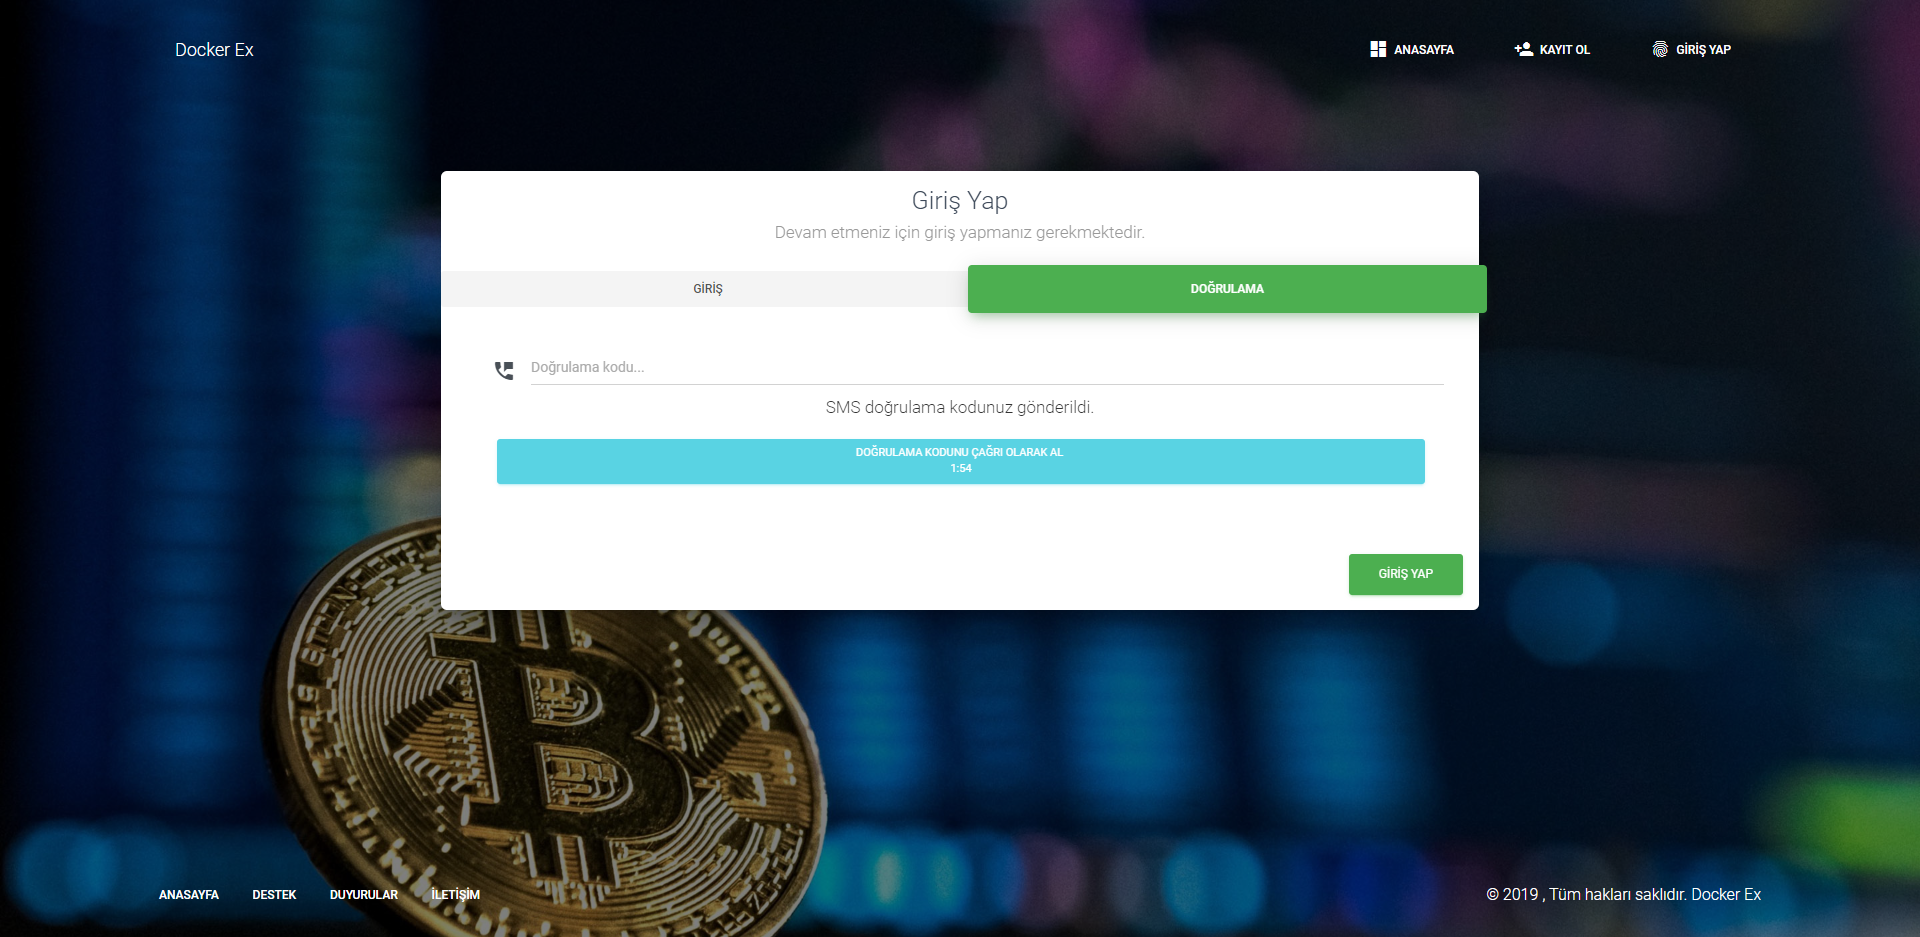 Docker Ex
ANASAYFA
KAYIT OL
GİRİŞ YAP
Giriş Yap
Devam etmeniz için giriş yapmanız gerekmektedir.
GİRİŞ
DOĞRULAMA
Doğrulama kodu...
SMS doğrulama kodunuz gönderildi.
DOĞRULAMA KODUNU ÇAĞRI OLARAK AL
1:54
GİRİŞ YAP
ANASAYFA
DESTEK
DUYURULAR
İLETİŞİM
© 2019 , Tüm hakları saklıdır. Docker Ex